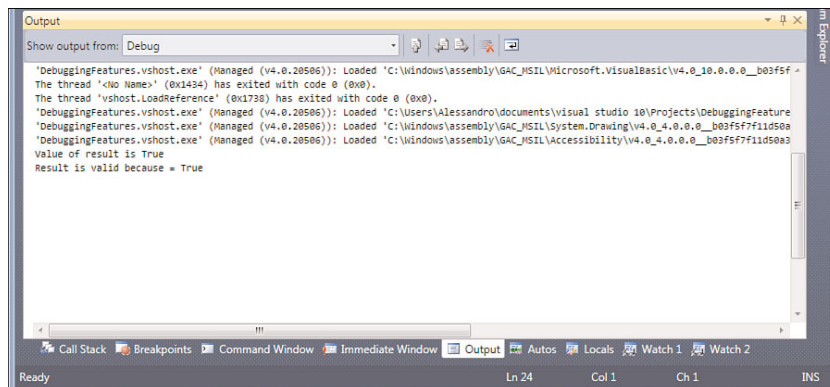 Output
Show output from: Debug
'DebuggingFeatures.vshost.exe' (Managed (v4.0.20506)): Loaded 'C:\Windows\assembly\GAC_MSIL\Microsoft.VisualBasic\v4.0_10.0.0.0__b03f5f
The thread '<No Name>' (0x1434) has exited with code 0 (0x0).
The thread 'vshost.LoadReference' (0x1738) has exited with code 0 (0x0).
'DebuggingFeatures.vshost.exe' (Managed (v4.0.20506)): Loaded 'C:\Users\Alessandro\documents\visual studio 10\Projects\DebuggingFeature
'DebuggingFeatures.vshost.exe' (Managed (v4.0.20506)): Loaded 'C:\Windows\assembly\GAC_MSIL\System.Drawing\v4.0_4.0.0.0__b03f5f7f11d50a
'DebuggingFeatures.vshost.exe' (Managed (v4.0.20506)): Loaded 'C:\Windows\assembly\GAC_MSIL\Accessibility\v4.0_4.0.0.0__b03f5f7f11d50a3
Value of result is True
Result is valid because = True
Call Stack Breakpoints Command Window Immediate Window Output Autos Locals Watch 1 Watch 2
Ready Ln 24 Col 1 Ch 1 INS
m Explorer